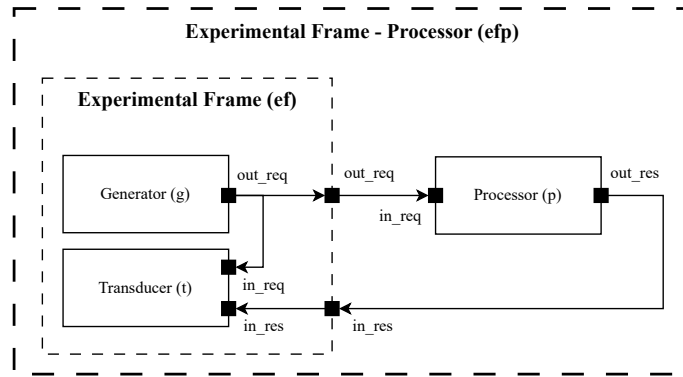 Experimental Frame - Processor (efp)
Experimental Frame (ef)
out_req
out_req
out_res
Generator (g)
Processor (p)
in_req
Transducer (t)
in_req
in_res
in_res